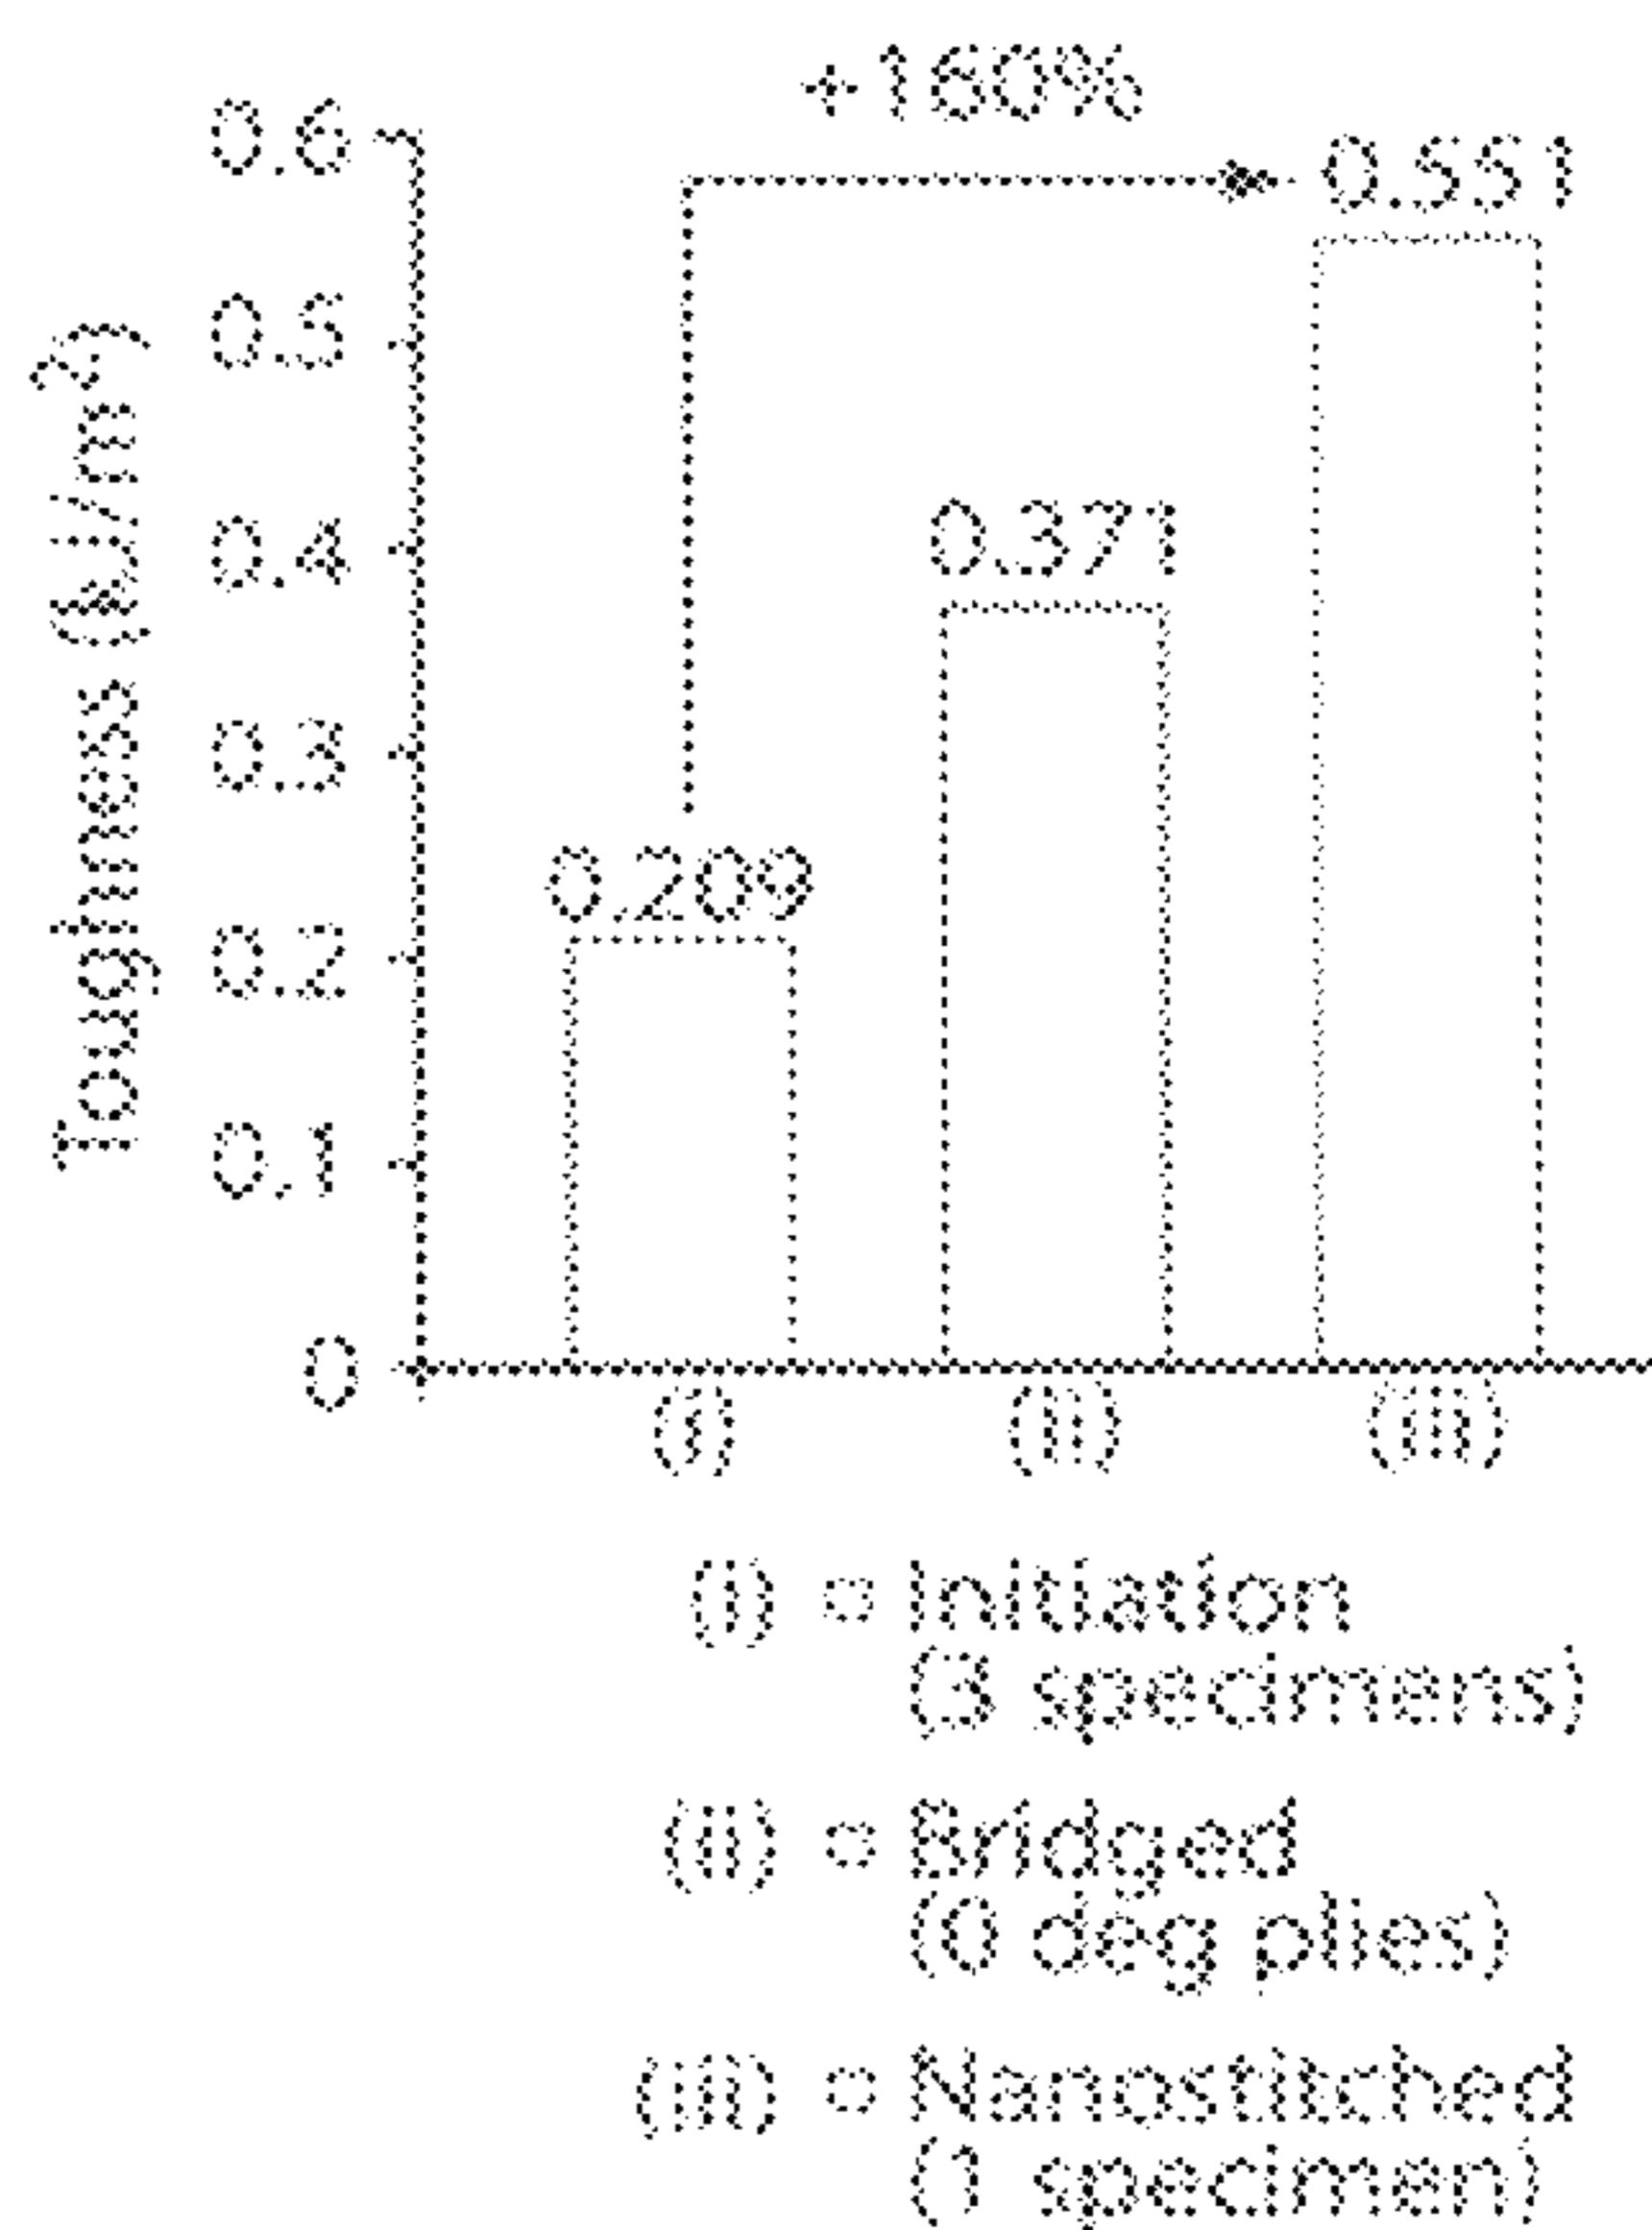 +160%
0.6
0.551
0.5
0.4
0.371
0.3
0.209
0.2
0.1
0
Toughness (kJ/m²)
(i)
(ii)
(iii)
(i) □ Initiation
(3 specimens)
(ii) □ Bridged
(0 deg plies)
(iii) □ Nanostitched
(1 specimen)